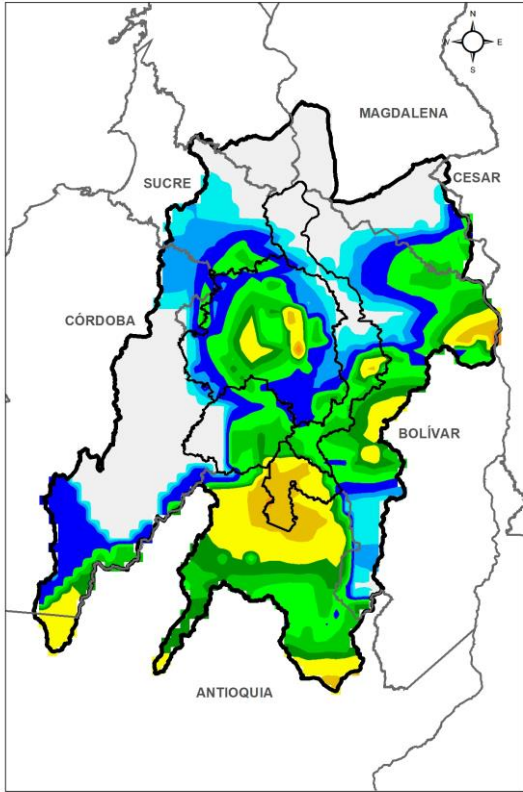 N
W E
S
MAGDALENA
CESAR
SUCRE
CÓRDOBA
BOLÍVAR
ANTIOQUIA